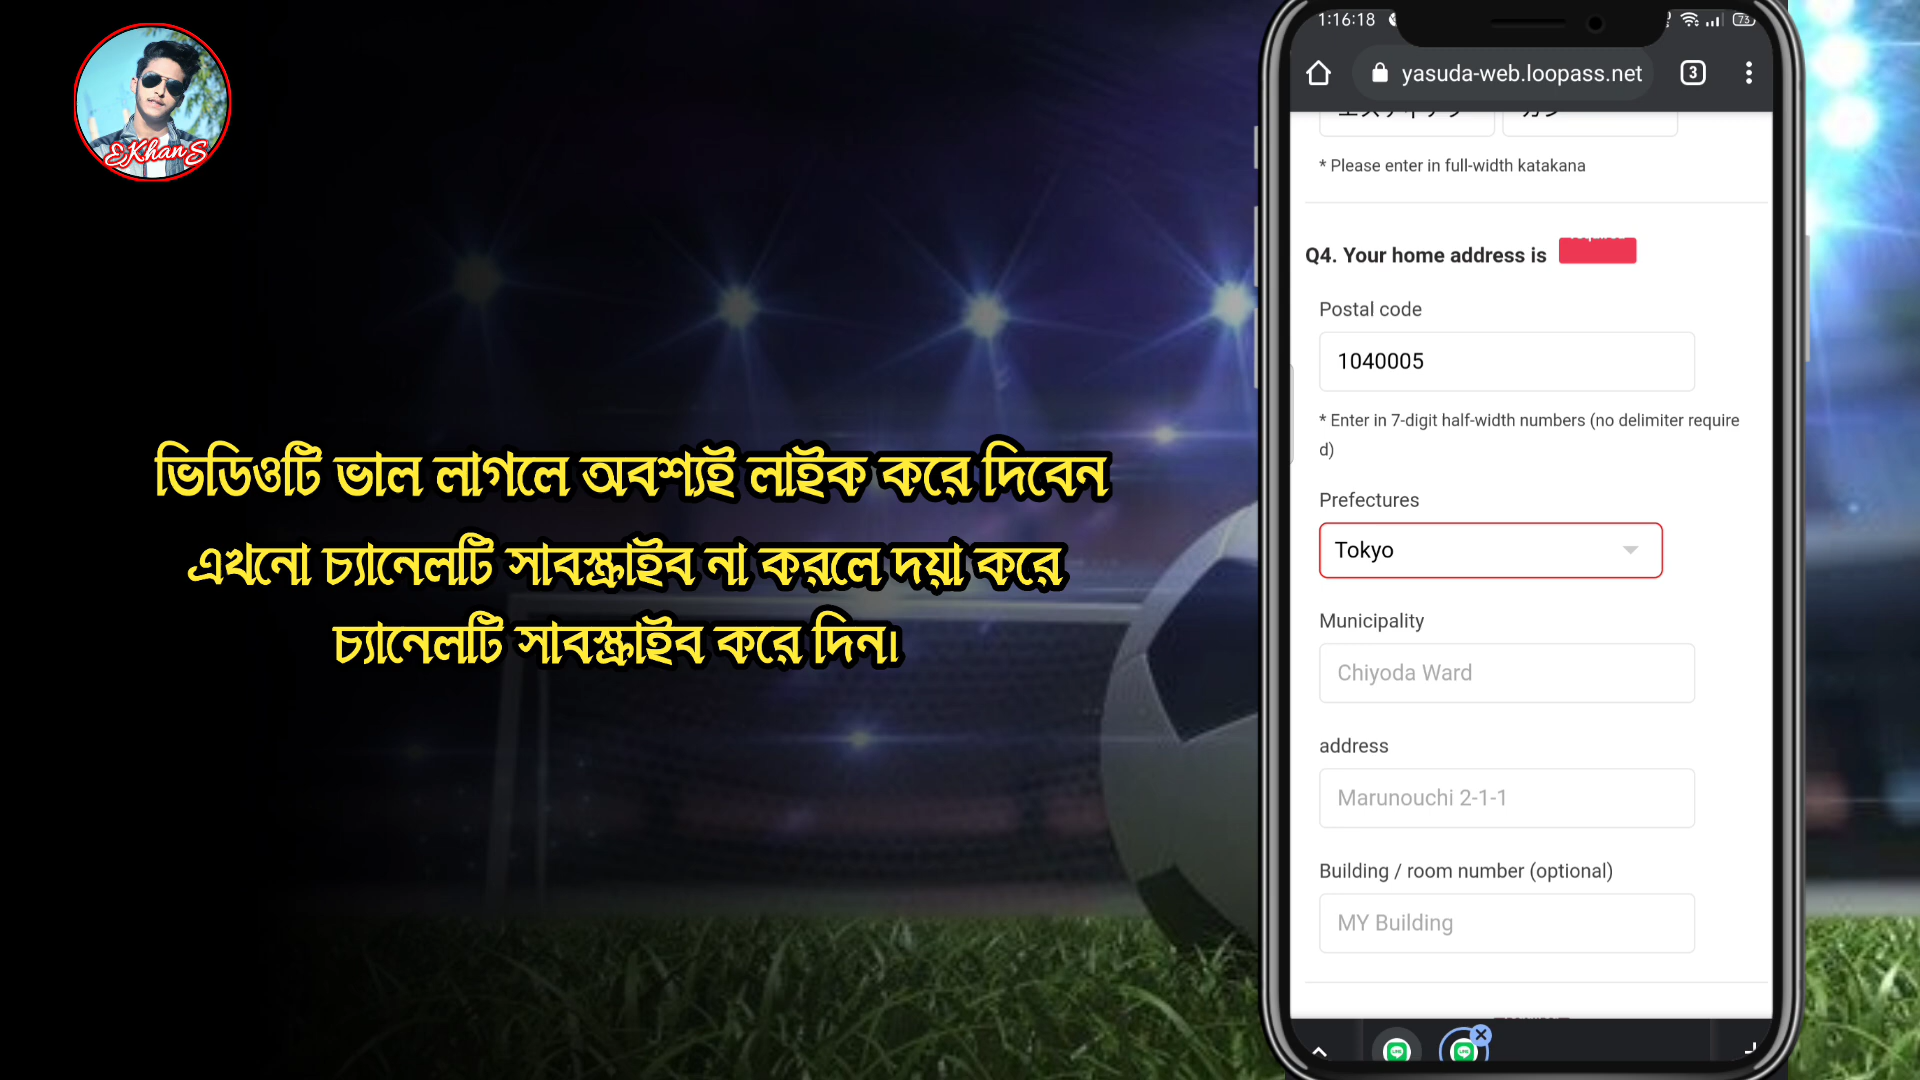 EKhanS
ভিডিওটি ভাল লাগলে অবশ্যই লাইক করে দিবেন
এখনো চ্যানেলটি সাবস্ক্রাইব না করলে দয়া করে
চ্যানেলটি সাবস্ক্রাইব করে দিন।
1:16:18
73
yasuda-web.loopass.net
3
* Please enter in full-width katakana
Q4. Your home address is
Postal code
1040005
* Enter in 7-digit half-width numbers (no delimiter require
d)
Prefectures
Tokyo
Municipality
Chiyoda Ward
address
Marunouchi 2-1-1
Building / room number (optional)
MY Building